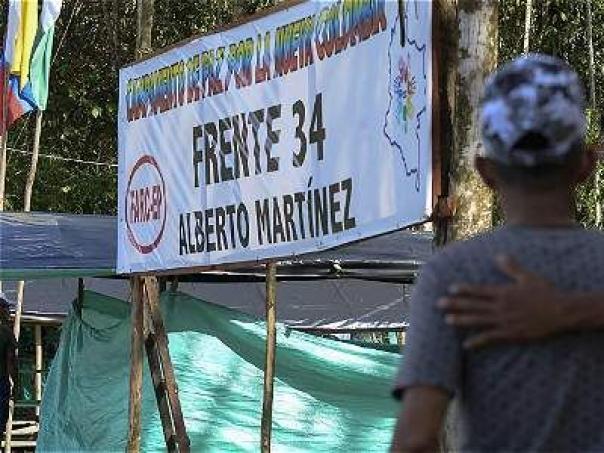 CAMPAMENTO DE PAZ POR LA NUEVA COLOMBIA
FRENTE 34
FARC-EP
ALBERTO MARTÍNEZ